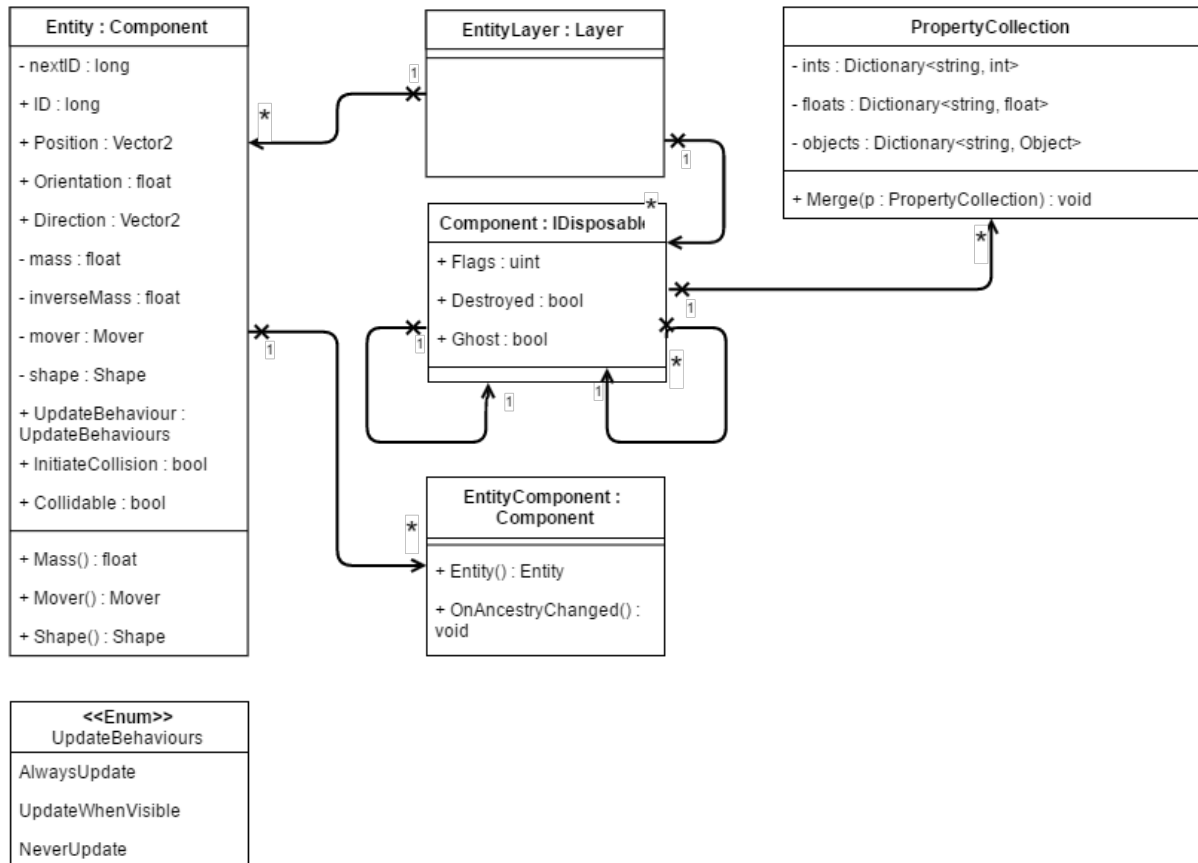 Entity : Component
- nextID : long
+ ID : long
+ Position : Vector2
+ Orientation : float
+ Direction : Vector2
- mass : float
- inverseMass : float
- mover : Mover
- shape : Shape
+ UpdateBehaviour :
UpdateBehaviours
+ InitiateCollision : bool
+ Collidable : bool
+ Mass() : float
+ Mover() : Mover
+ Shape() : Shape
1
*
EntityLayer : Layer
1
*
Component : IDisposabl
+ Flags : uint
+ Destroyed : bool
+ Ghost : bool
1
1
*
1
1
*
1
*
EntityComponent :
Component
+ Entity() : Entity
+ OnAncestryChanged() :
void
PropertyCollection
- ints : Dictionary<string, int>
- floats : Dictionary<string, float>
- objects : Dictionary<string, Object>
+ Merge(p : PropertyCollection) : void
<<Enum>>
UpdateBehaviours
AlwaysUpdate
UpdateWhenVisible
NeverUpdate